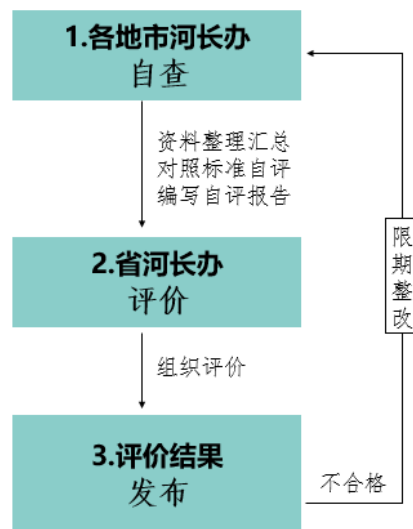 1.各地市河长办
自查
资料整理汇总
对照标准自评
编写自评报告
2.省河长办
评价
限期整改
组织评价
3.评价结果
发布
不合格